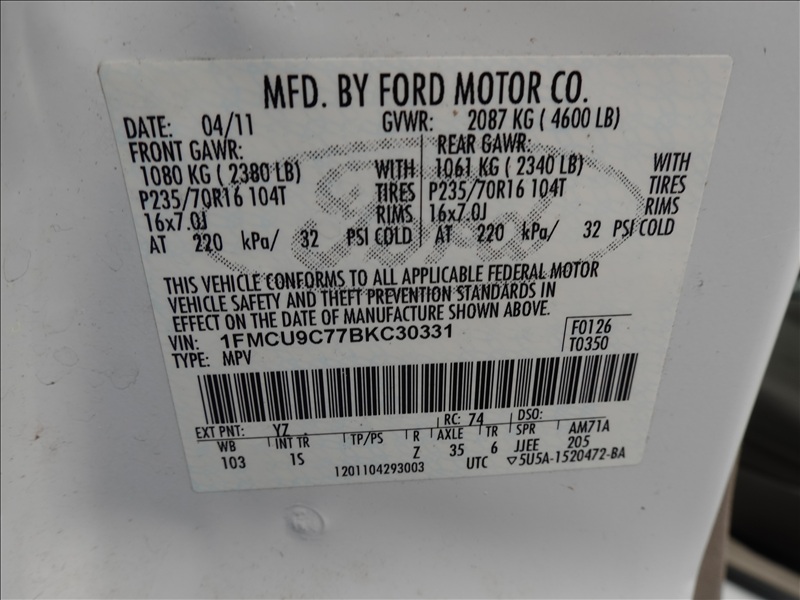 MFD. BY FORD MOTOR CO.
DATE: 04/11 GVWR: 2087 KG ( 4600 LB)
FRONT GAWR: REAR GAWR:
1080 KG ( 2380 LB) WITH 1061 KG ( 2340 LB) WITH
P235/70R16 104T TIRES P235/70R16 104T TIRES
16x7.0J RIMS 16x7.0J RIMS
AT 220 kPa/ 32 PSI COLD AT 220 kPa/ 32 PSI COLD
Ford
THIS VEHICLE CONFORMS TO ALL APPLICABLE FEDERAL MOTOR
VEHICLE SAFETY AND THEFT PREVENTION STANDARDS IN
EFFECT ON THE DATE OF MANUFACTURE SHOWN ABOVE.
VIN: 1FMCU9C77BKC30331 F0126
TYPE: MPV T0350
EXT PNT: YZ RC: 74 DSO:
WB INT TR TP/PS R AXLE TR SPR AM71A
103 1S Z 35 6 JJEE 205
1201104293003 UTC ▽5U5A-1520472-BA